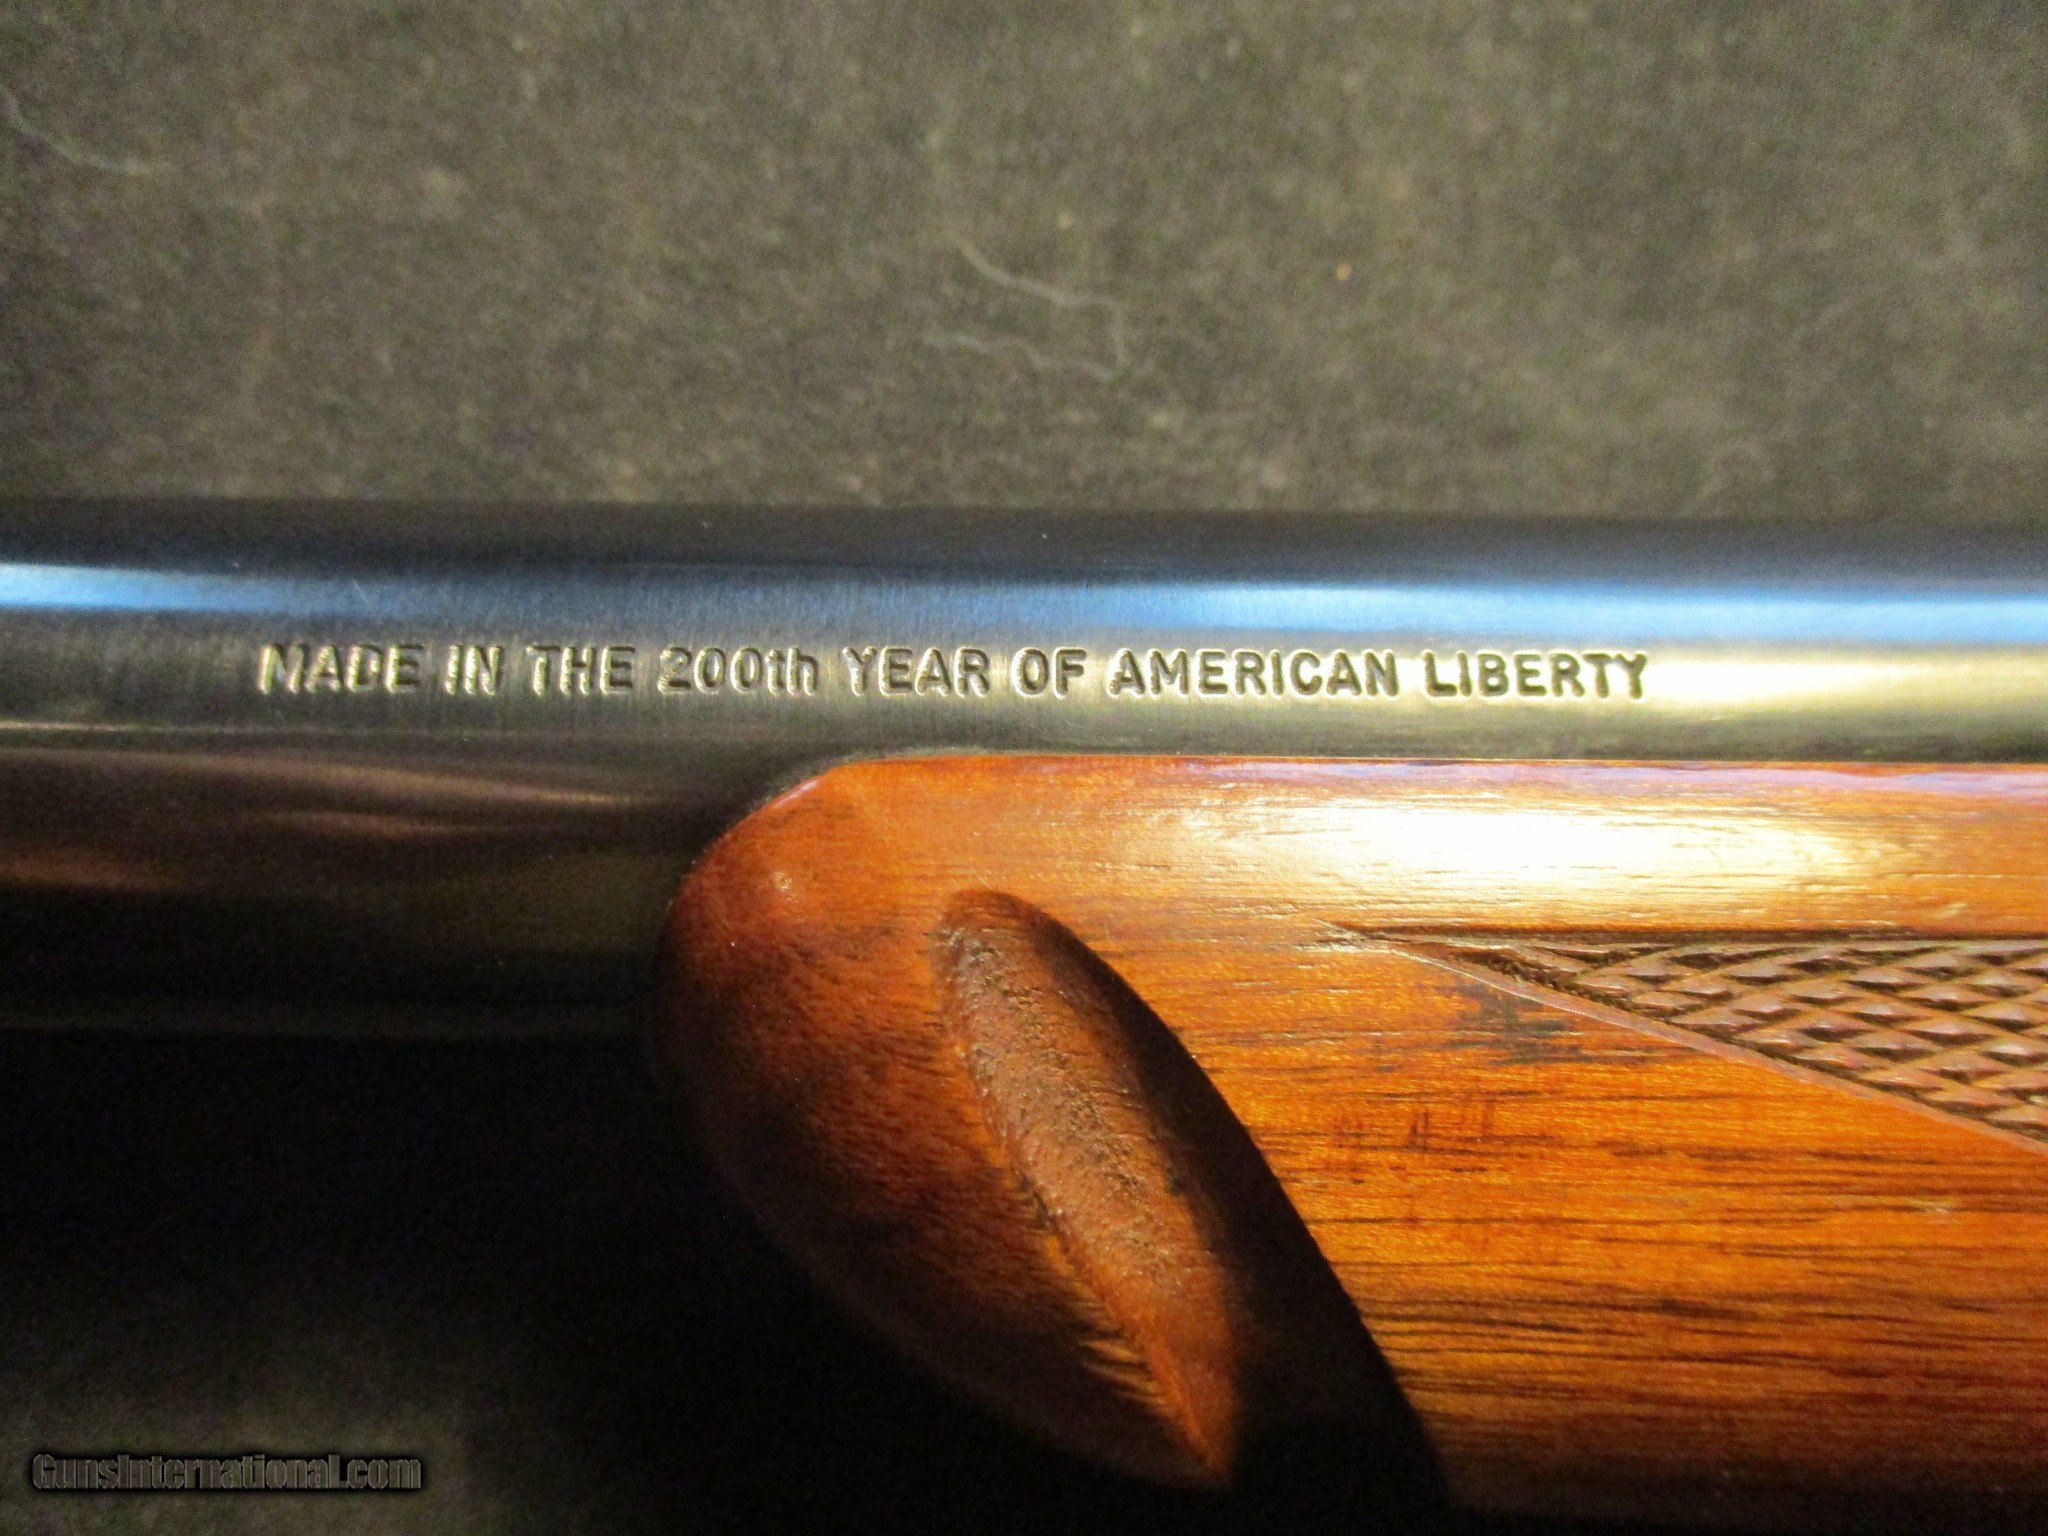 MADE IN THE 200th YEAR OF AMERICAN LIBERTY
GunsInternational.com